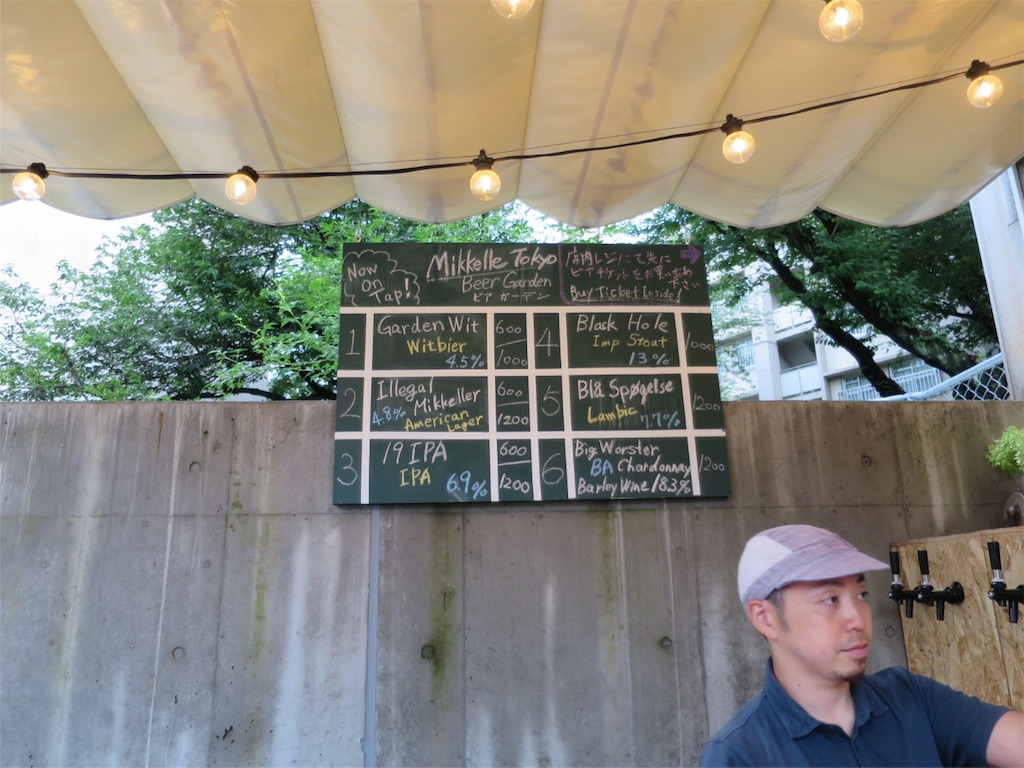 Now
On
Tap!
Mikkelle Tokyo
Beer Garden
ビア ガーデン
店内レジにて先に
ビアチケットをお買い求め
下さい
Buy Ticket Inside!
1
Garden Wit
Witbier
4.5%
600
1000
2
Illegal
Mikkeller
4.8% American
Lager
600
1200
3
19 IPA
IPA
6.9%
600
1200
4
Black Hole
Imp Stout
13%
1000
5
Blå Spøgelse
Lambic
7.7%
1200
6
Big Worster
BA Chardonnay
Barley Wine 18.3%
1200